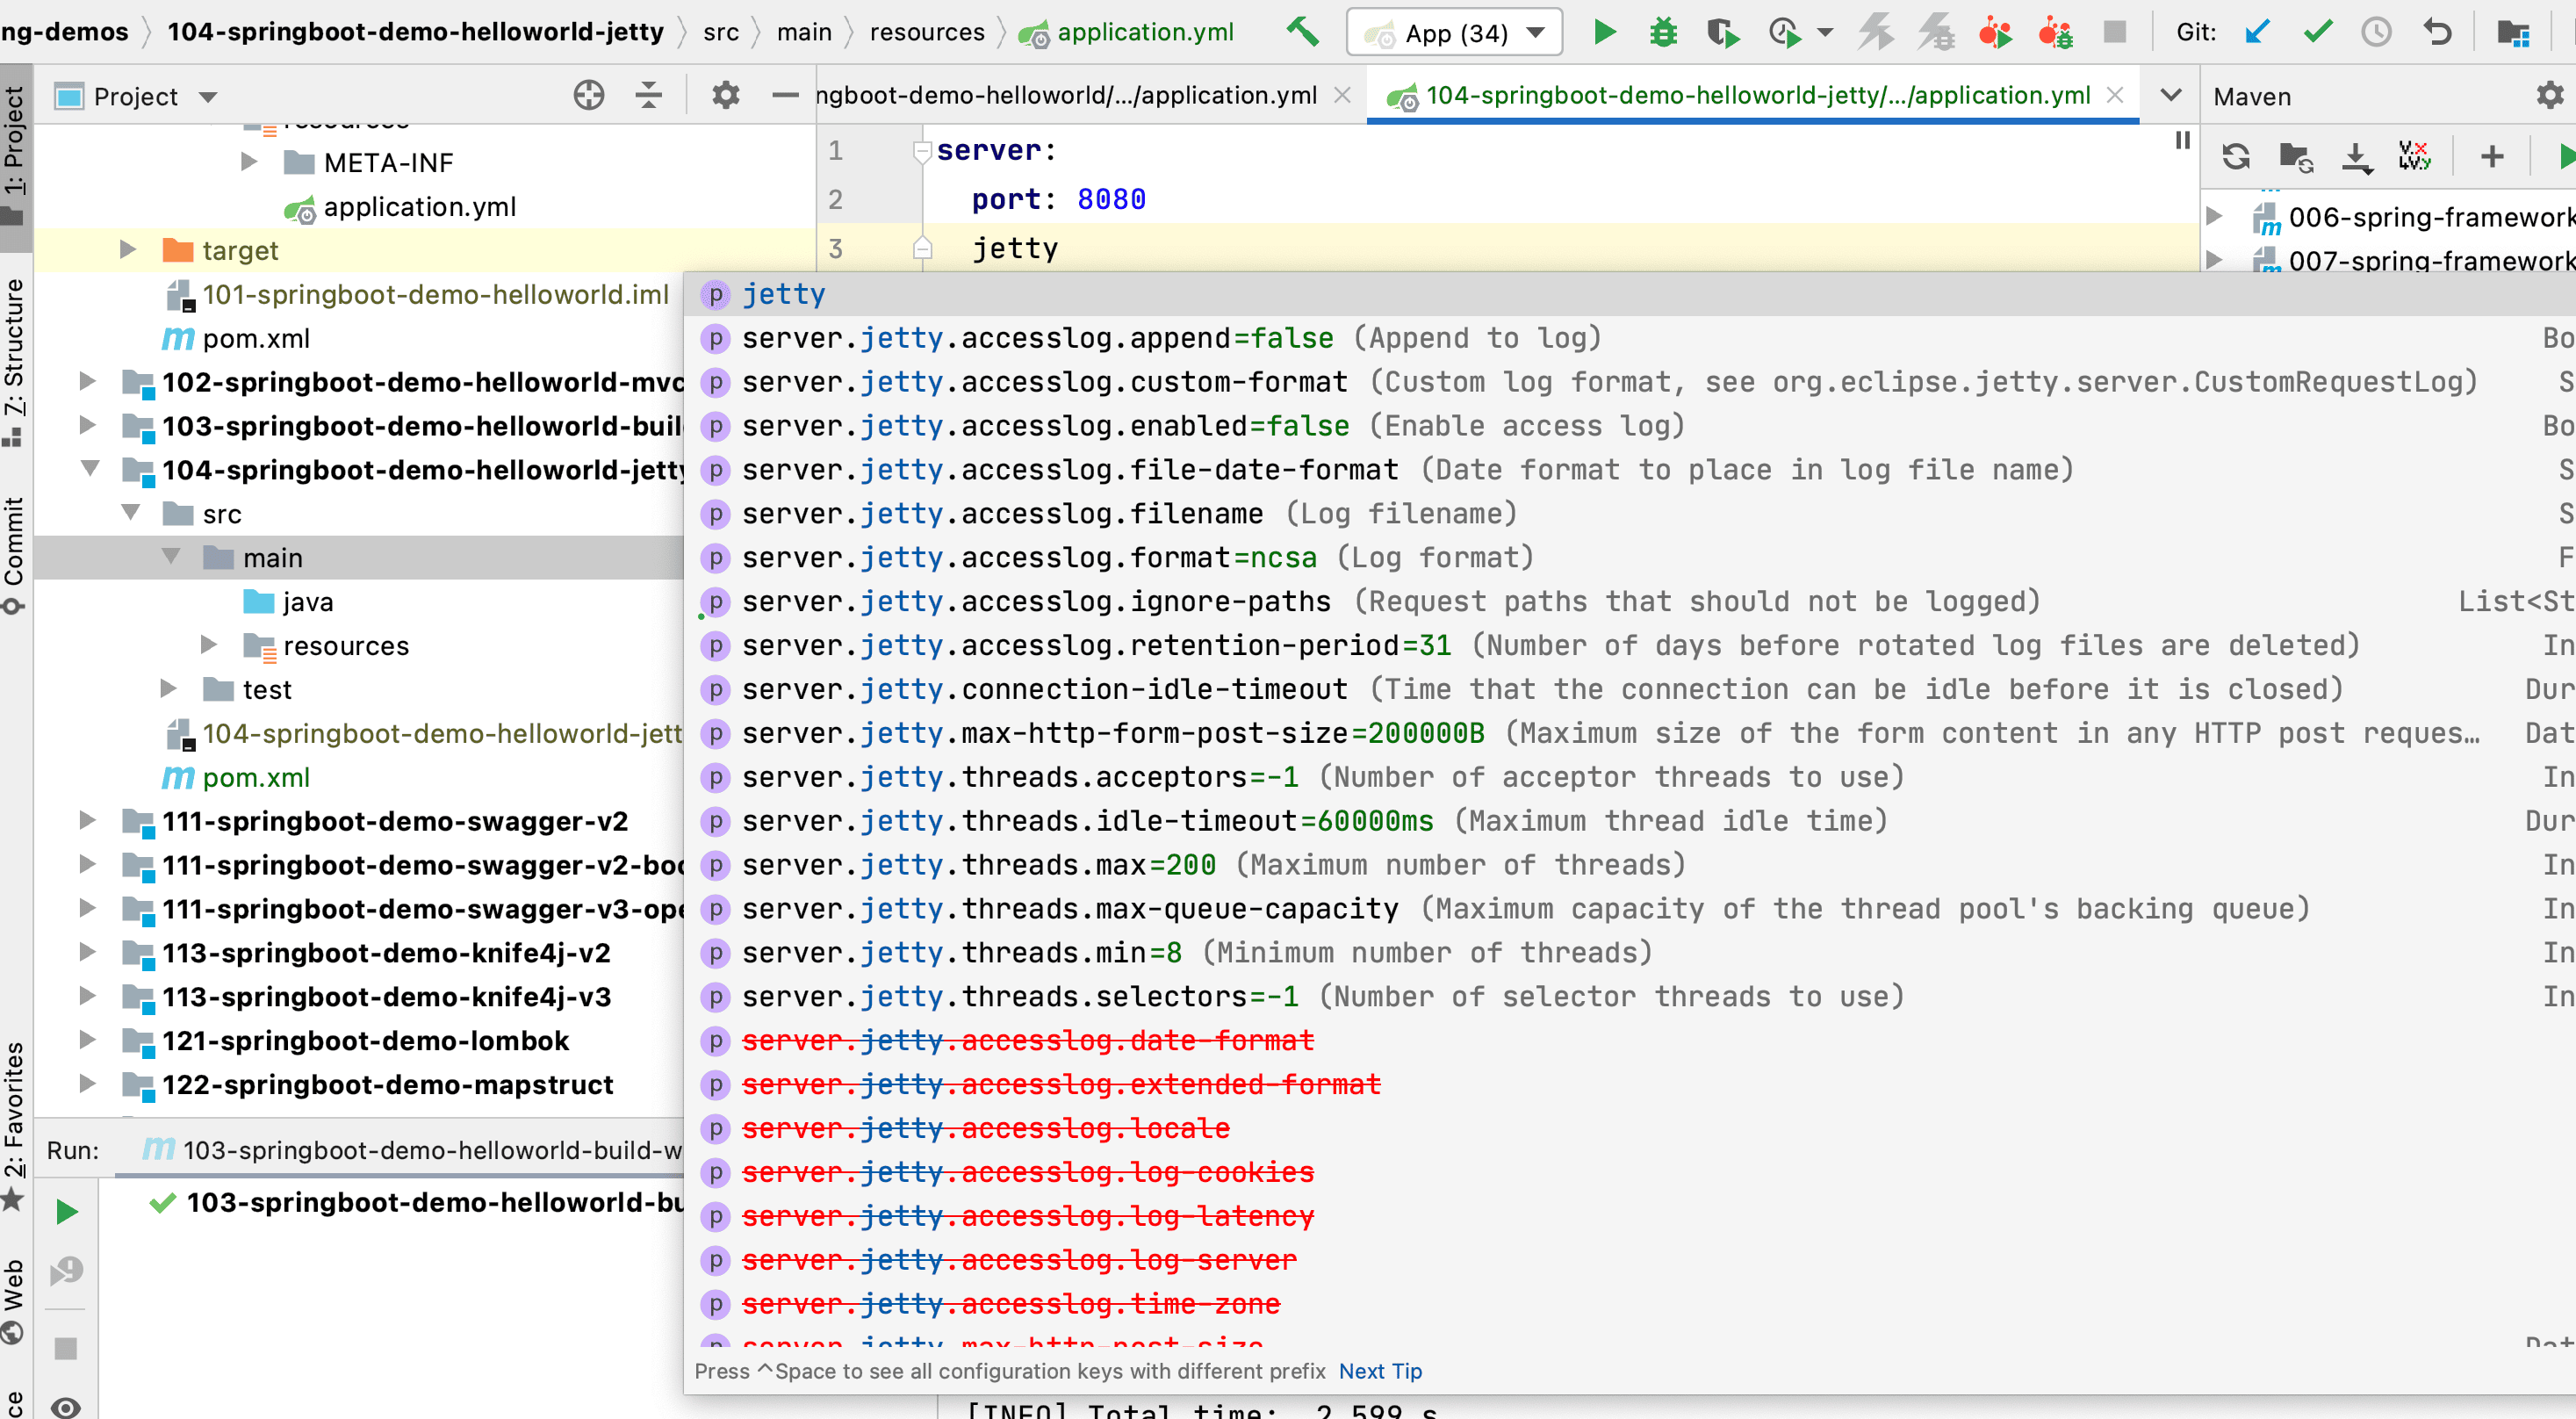 ng-demos 104-springboot-demo-helloworld-jetty src main resources application.yml App (34) Git:
1: Project
7: Structure
Commit
2: Favorites
Web
Project
META-INF
application.yml
target
101-springboot-demo-helloworld.iml
pom.xml
102-springboot-demo-helloworld-mvc
103-springboot-demo-helloworld-buil
104-springboot-demo-helloworld-jetty
src
main
java
resources
test
104-springboot-demo-helloworld-jett
pom.xml
111-springboot-demo-swagger-v2
111-springboot-demo-swagger-v2-boo
111-springboot-demo-swagger-v3-ope
113-springboot-demo-knife4j-v2
113-springboot-demo-knife4j-v3
121-springboot-demo-lombok
122-springboot-demo-mapstruct
ngboot-demo-helloworld/.../application.yml 104-springboot-demo-helloworld-jetty/.../application.yml
1 server:
2 port: 8080
3 jetty
jetty
server.jetty.accesslog.append=false (Append to log) Bo
server.jetty.accesslog.custom-format (Custom log format, see org.eclipse.jetty.server.CustomRequestLog) S
server.jetty.accesslog.enabled=false (Enable access log) Bo
server.jetty.accesslog.file-date-format (Date format to place in log file name) S
server.jetty.accesslog.filename (Log filename) S
server.jetty.accesslog.format=ncsa (Log format) F
server.jetty.accesslog.ignore-paths (Request paths that should not be logged) List<St
server.jetty.accesslog.retention-period=31 (Number of days before rotated log files are deleted) In
server.jetty.connection-idle-timeout (Time that the connection can be idle before it is closed) Dur
server.jetty.max-http-form-post-size=200000B (Maximum size of the form content in any HTTP post reques… Dat
server.jetty.threads.acceptors=-1 (Number of acceptor threads to use) In
server.jetty.threads.idle-timeout=60000ms (Maximum thread idle time) Dur
server.jetty.threads.max=200 (Maximum number of threads) In
server.jetty.threads.max-queue-capacity (Maximum capacity of the thread pool's backing queue) In
server.jetty.threads.min=8 (Minimum number of threads) In
server.jetty.threads.selectors=-1 (Number of selector threads to use) In
server.jetty.accesslog.date-format
server.jetty.accesslog.extended-format
server.jetty.accesslog.locale
server.jetty.accesslog.log-cookies
server.jetty.accesslog.log-latency
server.jetty.accesslog.log-server
server.jetty.accesslog.time-zone
server.jetty.max-http-post-size Dat
Press ^Space to see all configuration keys with different prefix Next Tip
Maven
006-spring-framework
007-spring-framework
Run: 103-springboot-demo-helloworld-build-w
103-springboot-demo-helloworld-bu
[INFO] Total time: 2.599 s